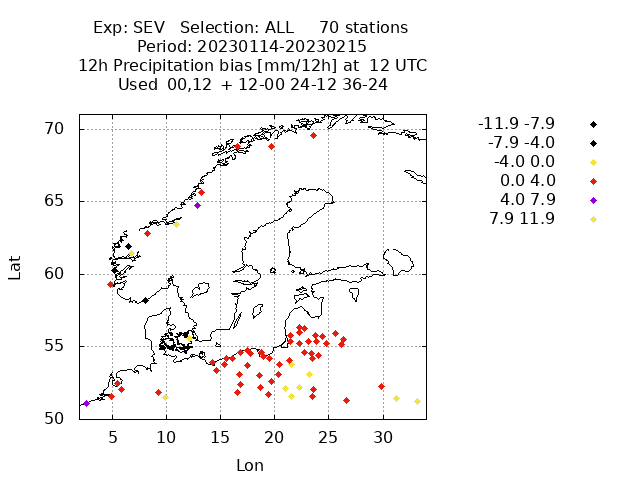 Exp: SEV   Selection: ALL     70 stations
Period: 20230114-20230215
12h Precipitation bias [mm/12h] at  12 UTC
Used  00,12  + 12-00 24-12 36-24
-11.9 -7.9
-7.9 -4.0
-4.0 0.0
0.0 4.0
4.0 7.9
7.9 11.9
70
65
60
55
50
Lat
5 10 15 20 25 30
Lon